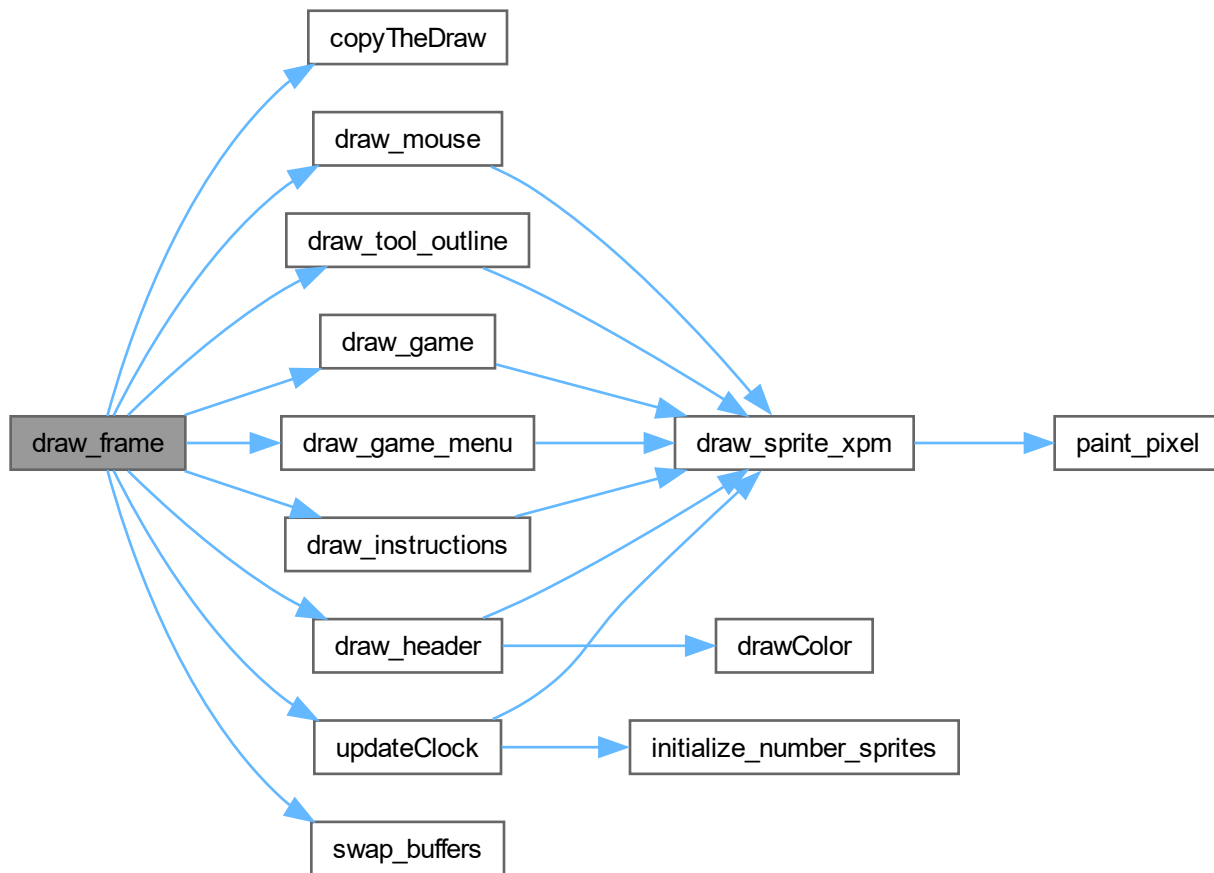 copyTheDraw
draw_mouse
draw_tool_outline
draw_game
draw_frame
draw_game_menu
draw_sprite_xpm
paint_pixel
draw_instructions
draw_header
drawColor
updateClock
initialize_number_sprites
swap_buffers